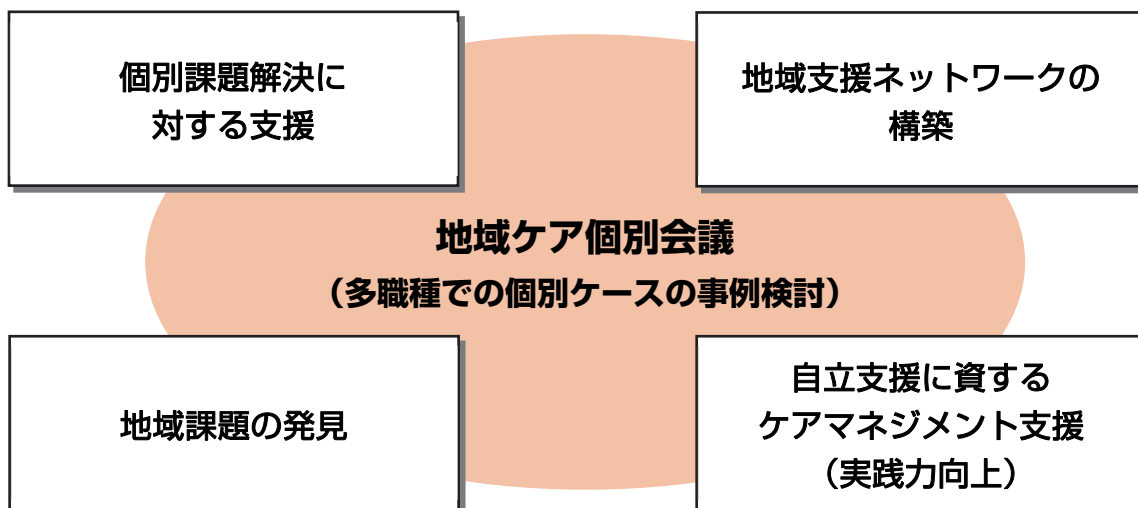 個別課題解決に
対する支援
地域支援ネットワークの
構築
地域ケア個別会議
（多職種での個別ケースの事例検討）
地域課題の発見
自立支援に資する
ケアマネジメント支援
（実践力向上）